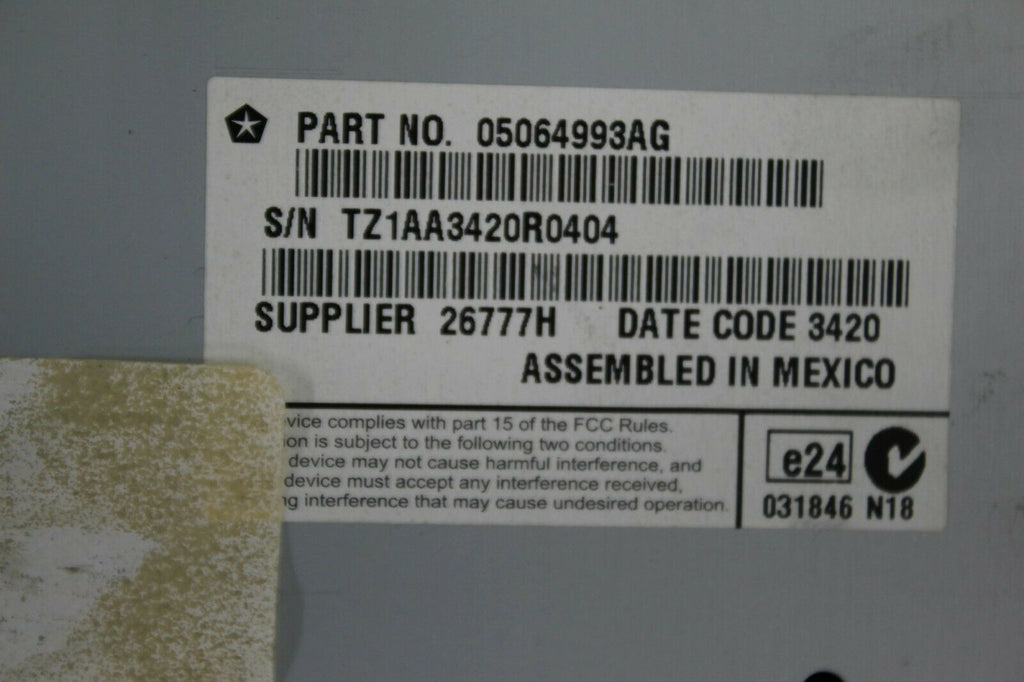 PART NO. 05064993AG
S/N TZ1AA3420R0404
SUPPLIER 26777H DATE CODE 3420
ASSEMBLED IN MEXICO
complies with part 15 of the FCC Rules.
is subject to the following two conditions.
device may not cause harmful interference, and
device must accept any interference received,
interference that may cause undesired operation.
e24
031846 N18